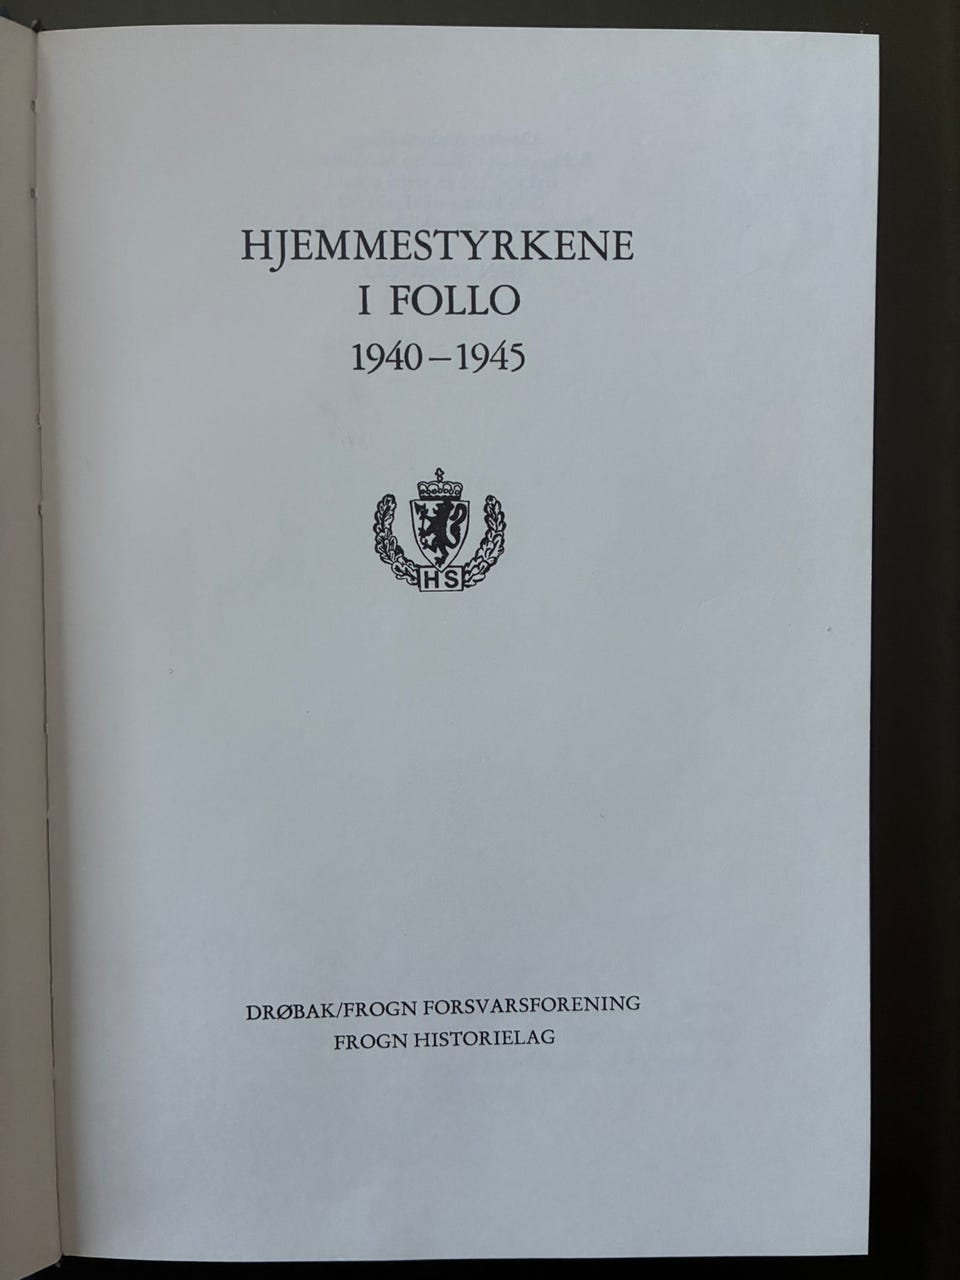 HJEMMESTYRKENE
I FOLLO
1940–1945
HS
DRØBAK/FROGN FORSVARSFORENING
FROGN HISTORIELAG